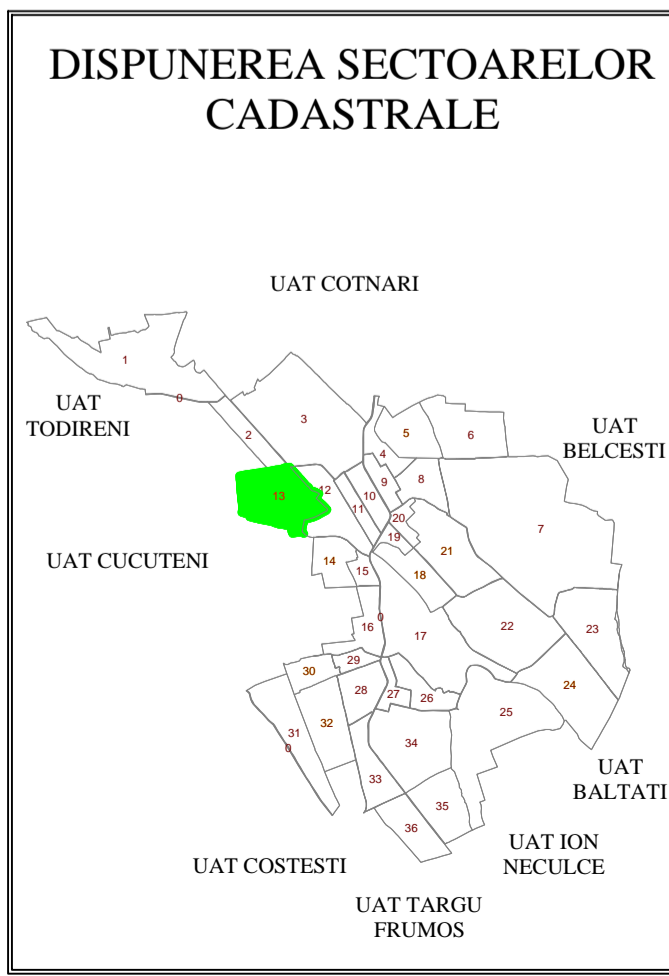 DISPUNEREA SECTOARELOR
CADASTRALE
UAT COTNARI
1
0
UAT
TODIRENI
2
3
4
5
6
UAT
BELCESTI
13
12
11
10
9
8
7
20
19
21
UAT CUCUTENI
14
15
18
16
0
17
22
23
30
29
28
27
26
25
24
31
0
32
34
33
35
36
UAT
BALTATI
UAT ION
NECULCE
UAT COSTESTI
UAT TARGU
FRUMOS